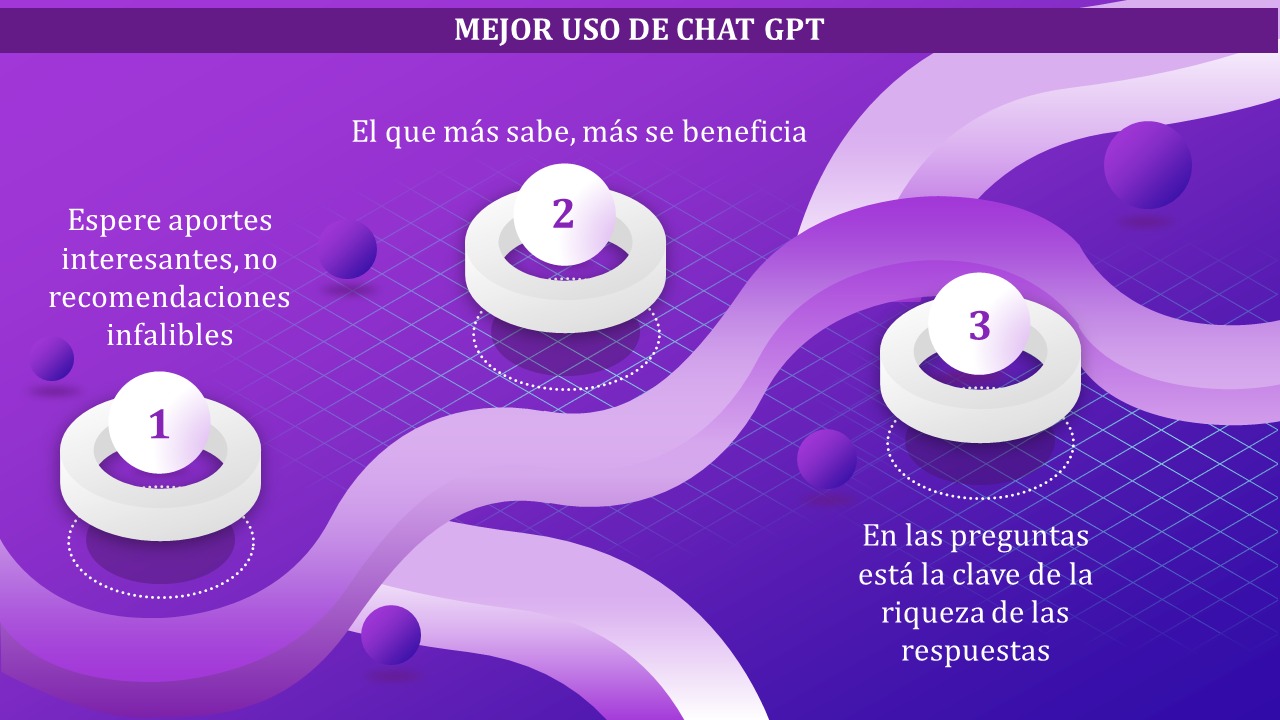 MEJOR USO DE CHAT GPT
Espere aportes
interesantes, no
recomendaciones
infalibles
1
El que más sabe, más se beneficia
2
3
En las preguntas
está la clave de la
riqueza de las
respuestas